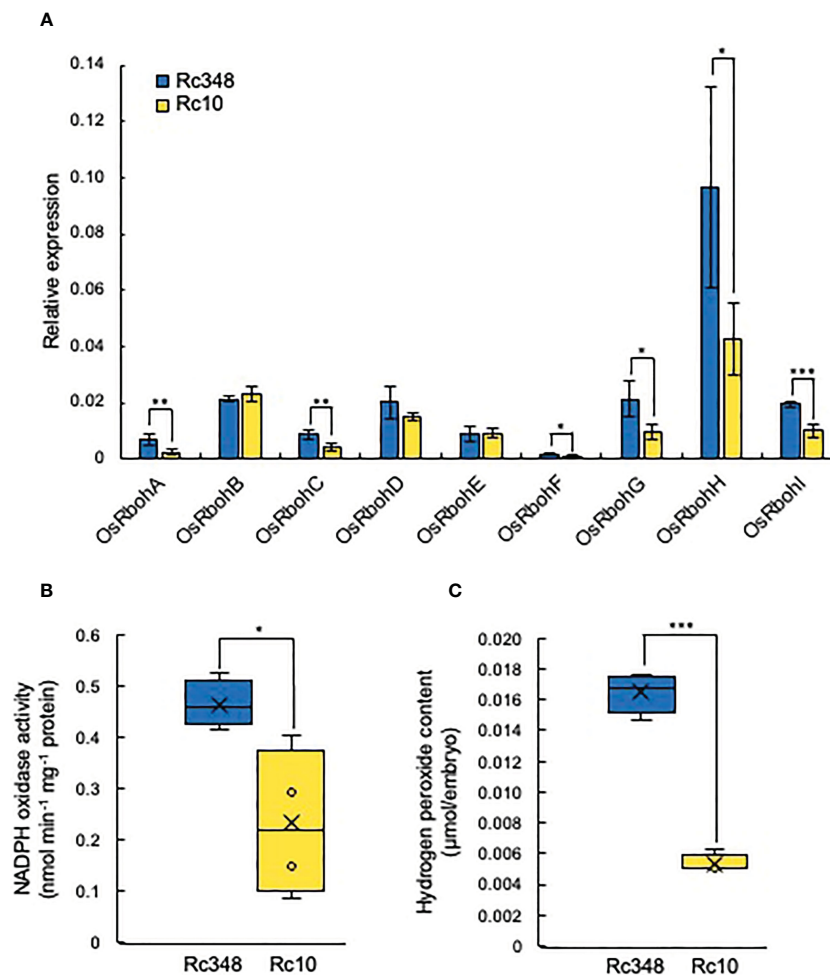 A
Relative expression
0.14
0.12
0.10
0.08
0.06
0.04
0.02
0
Rc348
Rc10
**
**
*
*
*
***
OsRbohA
OsRbohB
OsRbohC
OsRbohD
OsRbohE
OsRbohF
OsRbohG
OsRbohH
OsRbohI
B
NADPH oxidase activity
(nmol min⁻¹ mg⁻¹ protein)
0.6
0.5
0.4
0.3
0.2
0.1
0
*
Rc348
Rc10
C
Hydrogen peroxide content
((μmol/embryo)
0.020
0.018
0.016
0.014
0.012
0.010
0.008
0.006
0.004
0.002
0
***
Rc348
Rc10